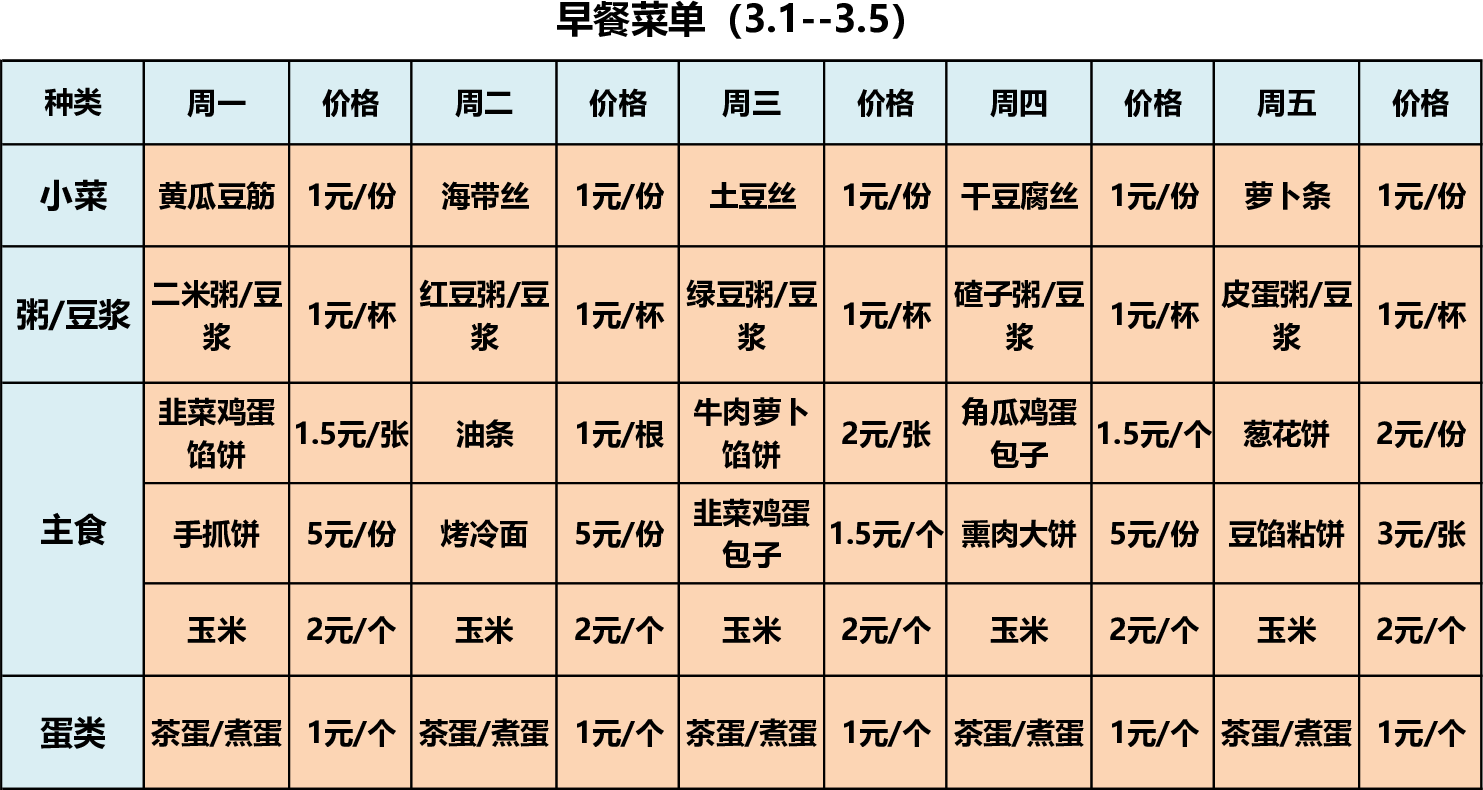 早餐菜单（3.1--3.5）
种类 周一 价格 周二 价格 周三 价格 周四 价格 周五 价格
小菜 黄瓜豆筋 1元/份 海带丝 1元/份 土豆丝 1元/份 干豆腐丝 1元/份 萝卜条 1元/份
粥/豆浆 二米粥/豆浆 1元/杯 红豆粥/豆浆 1元/杯 绿豆粥/豆浆 1元/杯 碴子粥/豆浆 1元/杯 皮蛋粥/豆浆 1元/杯
主食 韭菜鸡蛋馅饼 1.5元/张 油条 1元/根 牛肉萝卜馅饼 2元/张 角瓜鸡蛋包子 1.5元/个 葱花饼 2元/份
手抓饼 5元/份 烤冷面 5元/份 韭菜鸡蛋包子 1.5元/个 熏肉大饼 5元/份 豆馅粘饼 3元/张
玉米 2元/个 玉米 2元/个 玉米 2元/个 玉米 2元/个 玉米 2元/个
蛋类 茶蛋/煮蛋 1元/个 茶蛋/煮蛋 1元/个 茶蛋/煮蛋 1元/个 茶蛋/煮蛋 1元/个 茶蛋/煮蛋 1元/个